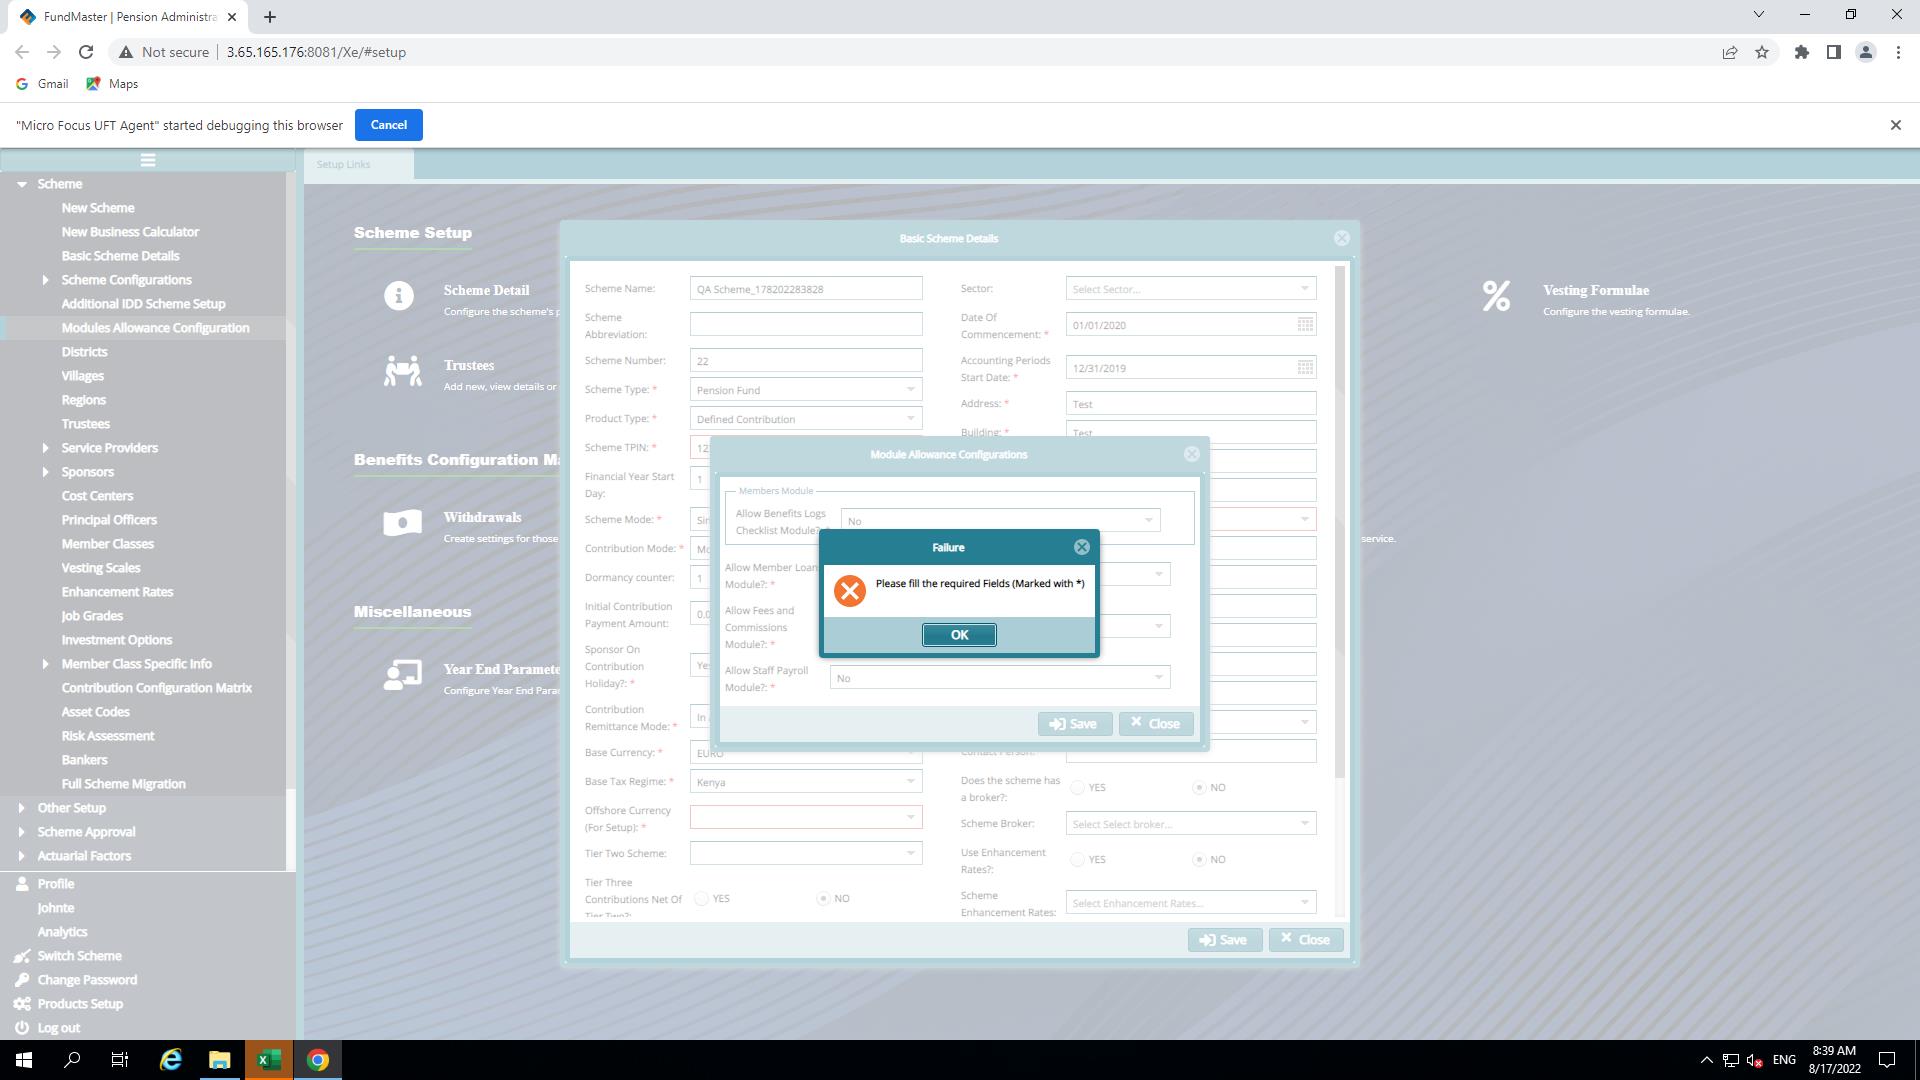 FundMaster | Pension Administra
Not secure
3.65.165.176:8081/Xe/#setup
Gmail
Maps
"Micro Focus UFT Agent" started debugging this browser
Cancel
Setup Links
Scheme
New Scheme
New Business Calculator
Basic Scheme Details
Scheme Configurations
Additional IDD Scheme Setup
Modules Allowance Configuration
Districts
Villages
Regions
Trustees
Service Providers
Sponsors
Cost Centers
Principal Officers
Member Classes
Vesting Scales
Enhancement Rates
Job Grades
Investment Options
Member Class Specific Info
Contribution Configuration Matrix
Asset Codes
Risk Assessment
Bankers
Full Scheme Migration
Other Setup
Scheme Approval
Actuarial Factors
Profile
Johnte
Analytics
Switch Scheme
Change Password
Products Setup
Log out
Scheme Setup
Scheme Detail
Configure the scheme's p
Trustees
Add new, view details or
Benefits Configuration Ma
Withdrawals
Create settings for those
Miscellaneous
Year End Paramete
Configure Year End Para
Vesting Formulae
Configure the vesting formulae.
service.
Basic Scheme Details
Scheme Name:
QA Scheme_178202283828
Scheme
Abbreviation:
Scheme Number:
22
Scheme Type: *
Pension Fund
Product Type: *
Defined Contribution
Scheme TPIN: *
12
Financial Year Start
Day:
1
Scheme Mode: *
Contribution Mode: *
Mo
Dormancy counter:
1
Initial Contribution
Payment Amount:
0.0
Sponsor On
Contribution
Holiday?: *
Yes
Contribution
Remittance Mode: *
In
Base Currency: *
EURO
Base Tax Regime: *
Kenya
Offshore Currency
(For Setup): *
Tier Two Scheme:
Tier Three
Contributions Net Of
Tier Two?:
YES
NO
Sector:
Select Sector...
Date Of
Commencement: *
01/01/2020
Accounting Periods
Start Date: *
12/31/2019
Address: *
Test
Building: *
Test
Contact Person:
Does the scheme has
a broker?:
YES
NO
Scheme Broker:
Select Select broker...
Use Enhancement
Rates?:
YES
NO
Scheme
Enhancement Rates:
Select Enhancement Rates...
Save
Close
Module Allowance Configurations
Members Module
Allow Benefits Logs
Checklist Module?: *
No
Allow Member Loan
Module?: *
Allow Fees and
Commissions
Module?: *
Allow Staff Payroll
Module?: *
No
Save
Close
Failure
Please fill the required Fields (Marked with *)
OK
ENG
8:39 AM
8/17/2022